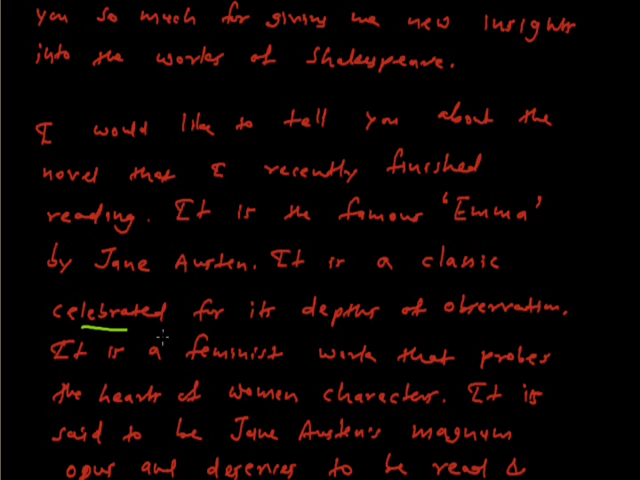 you so much for giving me new insights
into the works of Shakespeare.
I would like to tell you about the
novel that I recently finished
reading. It is the famous 'Emma'
by Jane Austen. It is a classic
celebrated for its depths of observation.
It is a feminist work that probes
the hearts of women characters. It is
said to be Jane Austen's magnum
opus and deserves to be read &